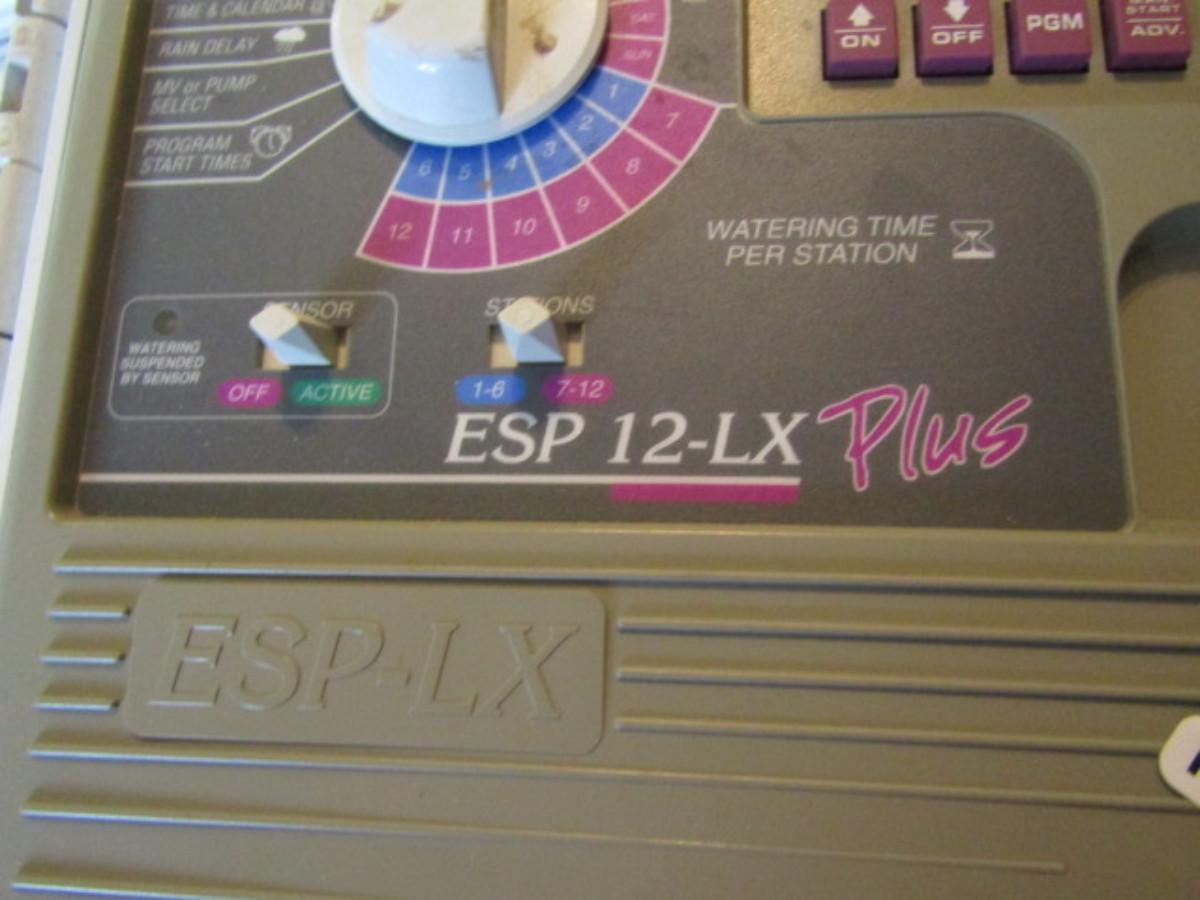 TIME & CALENDAR
RAIN DELAY
MV or PUMP
SELECT
PROGRAM
START TIMES
SAT
SUN
1
2
3
4
5
6
7
8
9
10
11
12
ON
OFF
PGM
START
ADV.
WATERING TIME
PER STATION
SENSOR
WATERING
SUSPENDED
BY SENSOR
OFF
ACTIVE
STATIONS
1-6
7-12
ESP 12-LX Plus
ESP-LX